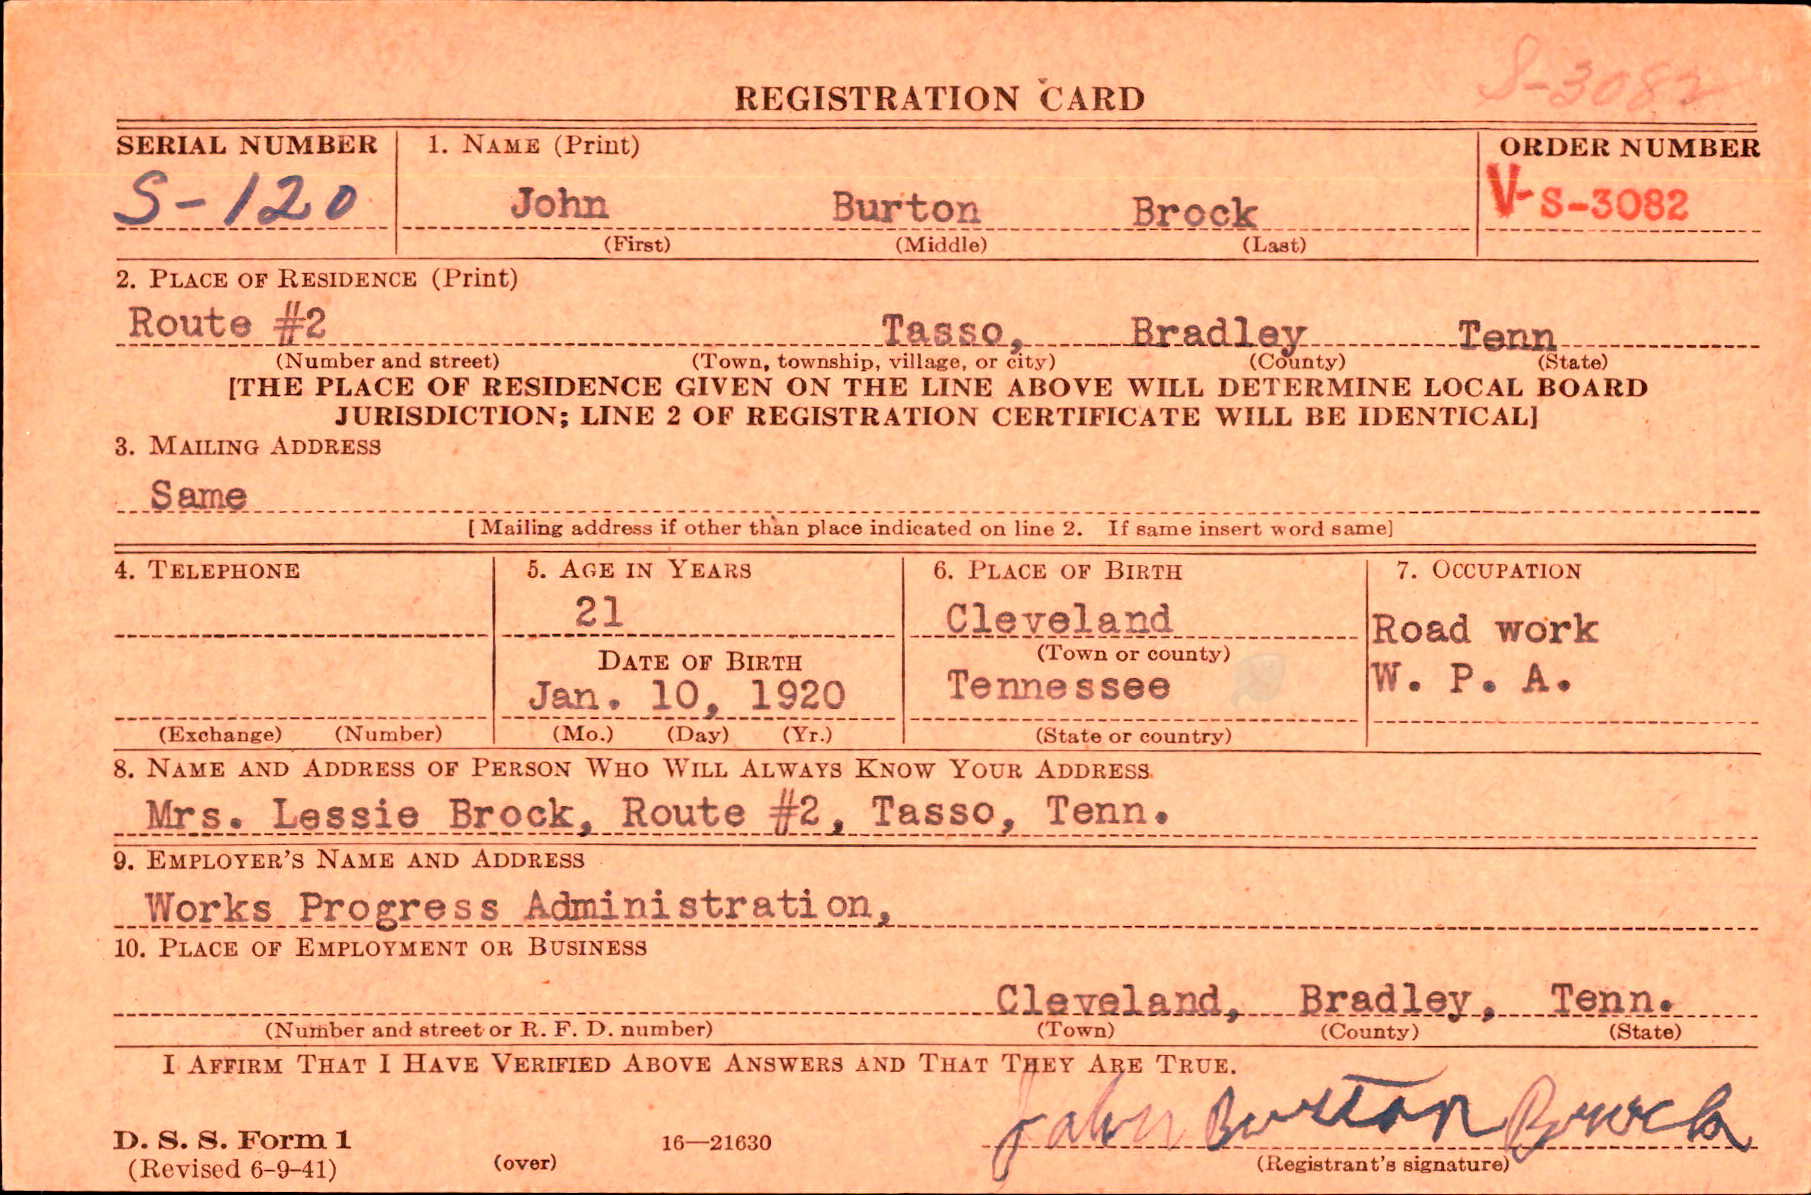 S-3082
REGISTRATION CARD
SERIAL NUMBER 1. NAME (Print) ORDER NUMBER
S-120 John Burton Brock V-S-3082
(First) (Middle) (Last)
2. PLACE OF RESIDENCE (Print)
Route #2 Tasso, Bradley Tenn
(Number and street) (Town, township, village, or city) (County) (State)
[THE PLACE OF RESIDENCE GIVEN ON THE LINE ABOVE WILL DETERMINE LOCAL BOARD
JURISDICTION; LINE 2 OF REGISTRATION CERTIFICATE WILL BE IDENTICAL]
3. MAILING ADDRESS
Same
[Mailing address if other than place indicated on line 2. If same insert word same]
4. TELEPHONE 5. AGE IN YEARS 6. PLACE OF BIRTH 7. OCCUPATION
21 Cleveland Road work
DATE OF BIRTH (Town or county)
Jan. 10, 1920 Tennessee W. P. A.
(Exchange) (Number) (Mo.) (Day) (Yr.) (State or country)
8. NAME AND ADDRESS OF PERSON WHO WILL ALWAYS KNOW YOUR ADDRESS
Mrs. Lessie Brock, Route #2, Tasso, Tenn.
9. EMPLOYER'S NAME AND ADDRESS
Works Progress Administration,
10. PLACE OF EMPLOYMENT OR BUSINESS
Cleveland, Bradley, Tenn.
(Number and street or R. F. D. number) (Town) (County) (State)
I AFFIRM THAT I HAVE VERIFIED ABOVE ANSWERS AND THAT THEY ARE TRUE.
John Burton Brock
D. S. S. Form 1 16—21630
(Revised 6-9-41) (over) (Registrant's signature)